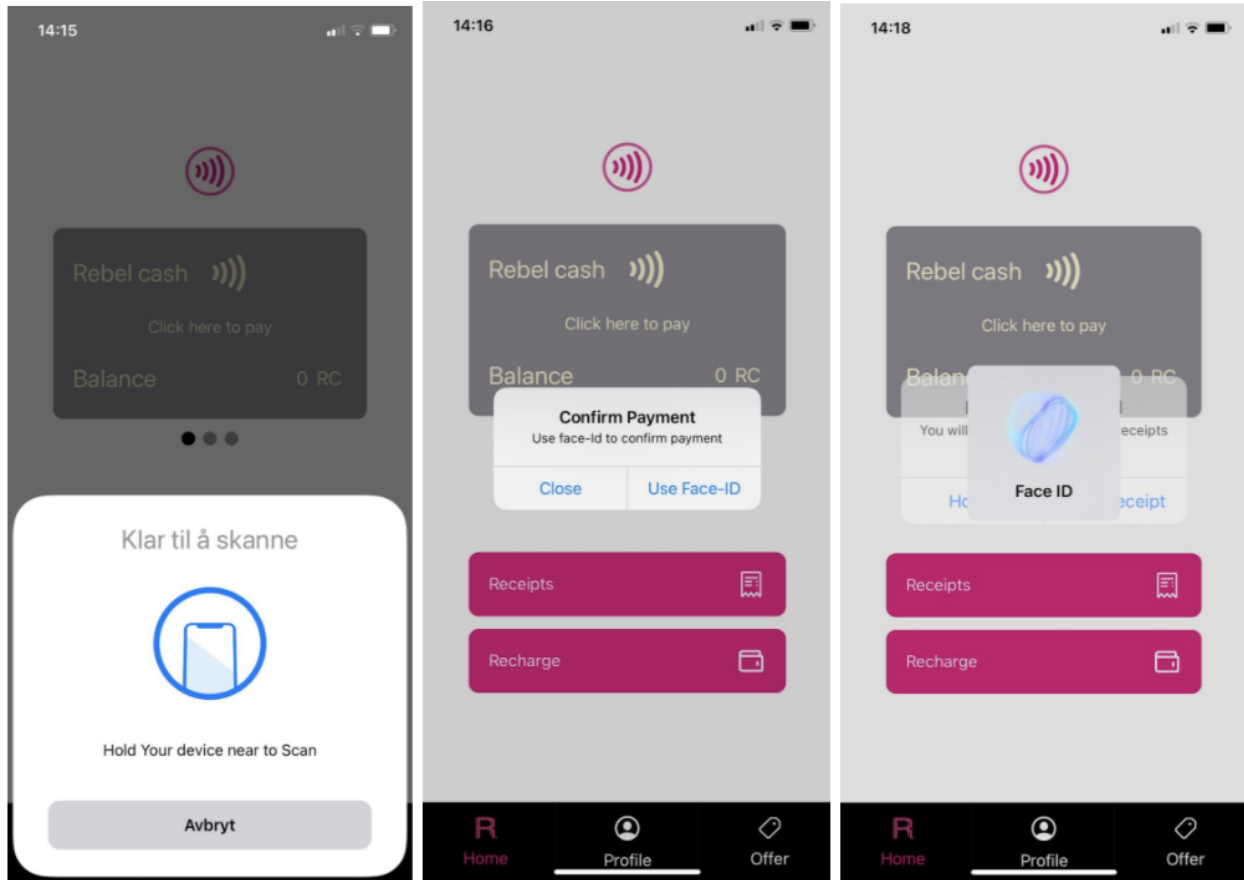 14:15
Rebel cash
Click here to pay
Balance 0 RC
Klar til å skanne
Hold Your device near to Scan
Avbryt
14:16
Rebel cash
Click here to pay
Balance 0 RC
Confirm Payment
Use face-Id to confirm payment
Close Use Face-ID
Receipts
Recharge
R
Home Profile Offer
14:18
Rebel cash
Click here to pay
Balan 0 RC
You will eceipts
Face ID
Ho eceipt
Receipts
Recharge
R
Home Profile Offer